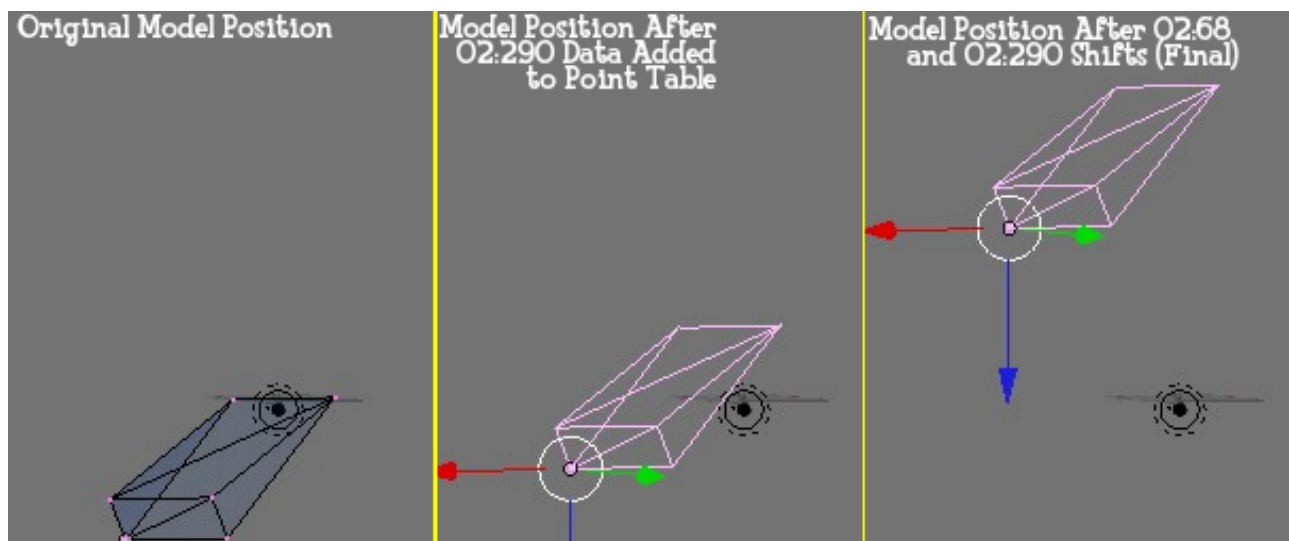 Original Model Position
Model Position After
02:290 Data Added
to Point Table
Model Position After 02:68
and 02:290 Shifts (Final)